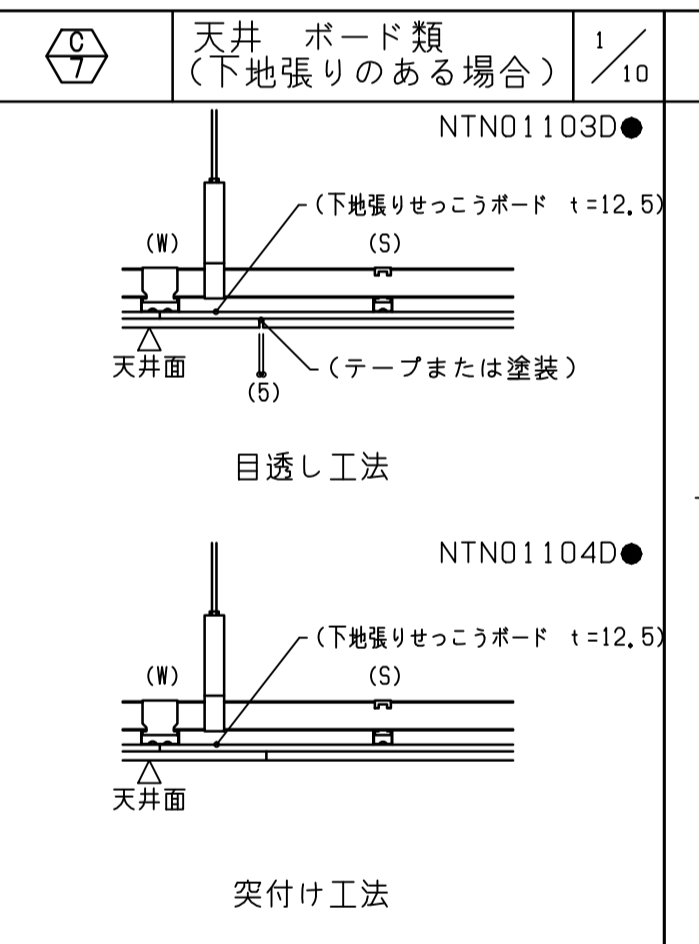 C
7
天井 ボード類
(下地張りのある場合)
1/10
NTN01103D●
(下地張りせっこうボード t=12.5)
(W)
(S)
天井面
(テープまたは塗装)
(5)
目透し工法
NTN01104D●
(下地張りせっこうボード t=12.5)
(W)
(S)
天井面
突付け工法